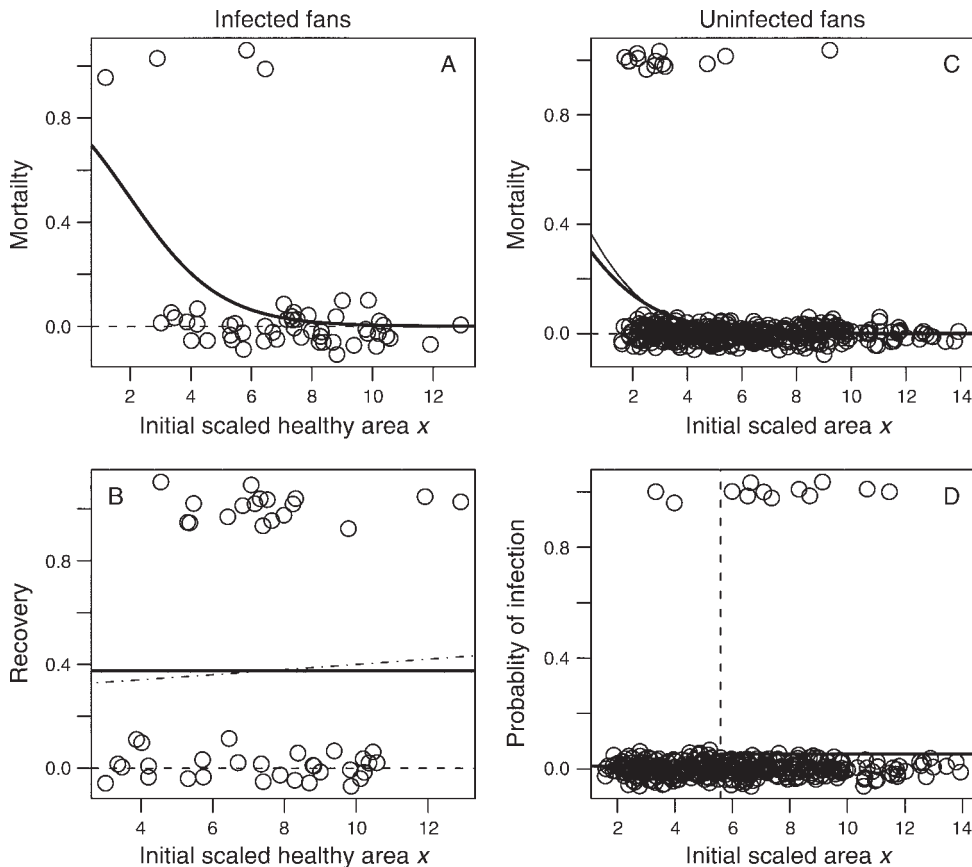 Infected fans
Uninfected fans
A
0.8
0.4
0.0
Mortailty
2 4 6 8 10 12
Initial scaled healthy area x
C
0.8
0.4
0.0
Mortality
2 4 6 8 10 12 14
Initial scaled area x
B
0.8
0.4
0.0
Recovery
4 6 8 10 12
Initial scaled healthy area x
D
0.8
0.4
0.0
Probablity of infection
2 4 6 8 10 12 14
Initial scaled area x